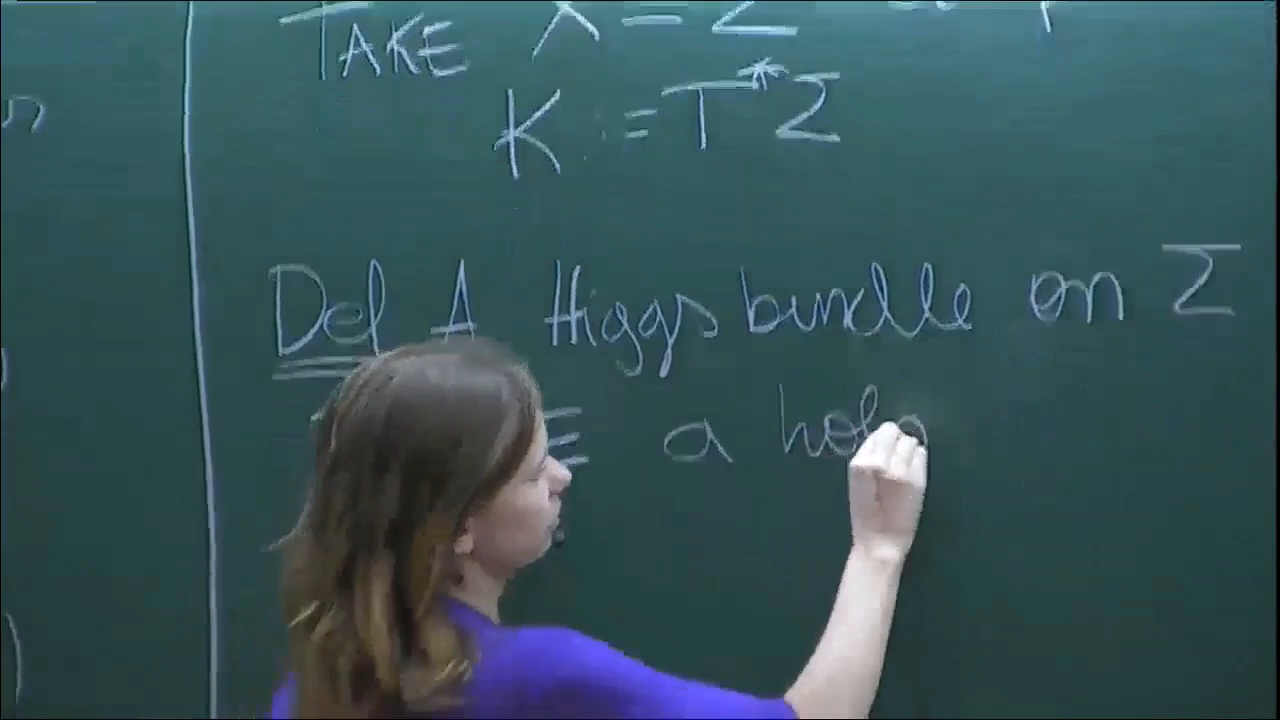 TAKE X = Σ
K = T*Σ
Def A Higgs bundle on Σ
≡ a holo